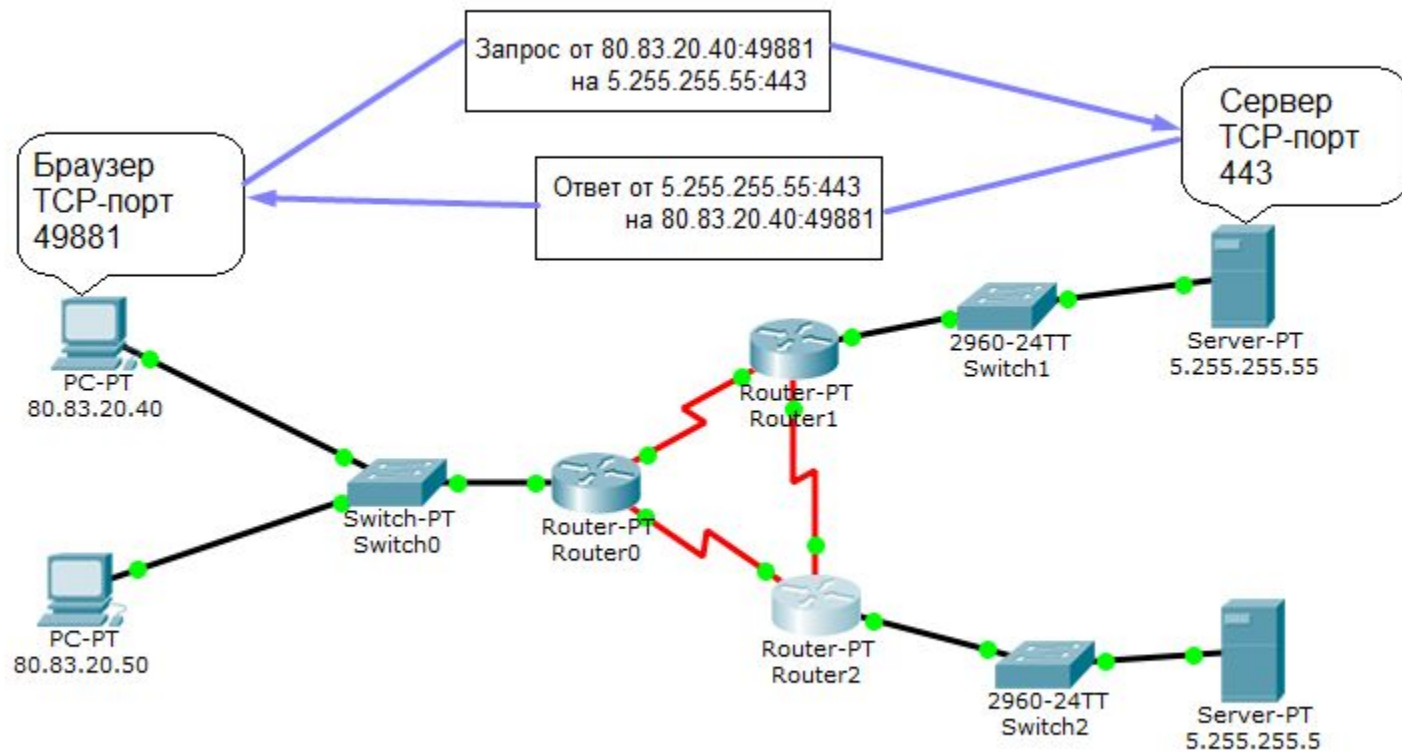 Запрос от 80.83.20.40:49881
на 5.255.255.55:443
Сервер
TCP-порт
443
Браузер
TCP-порт
49881
Ответ от 5.255.255.55:443
на 80.83.20.40:49881
PC-PT
80.83.20.40
Router-PT
Router1
2960-24TT
Switch1
Server-PT
5.255.255.55
Switch-PT
Switch0
Router-PT
Router0
PC-PT
80.83.20.50
Router-PT
Router2
2960-24TT
Switch2
Server-PT
5.255.255.5